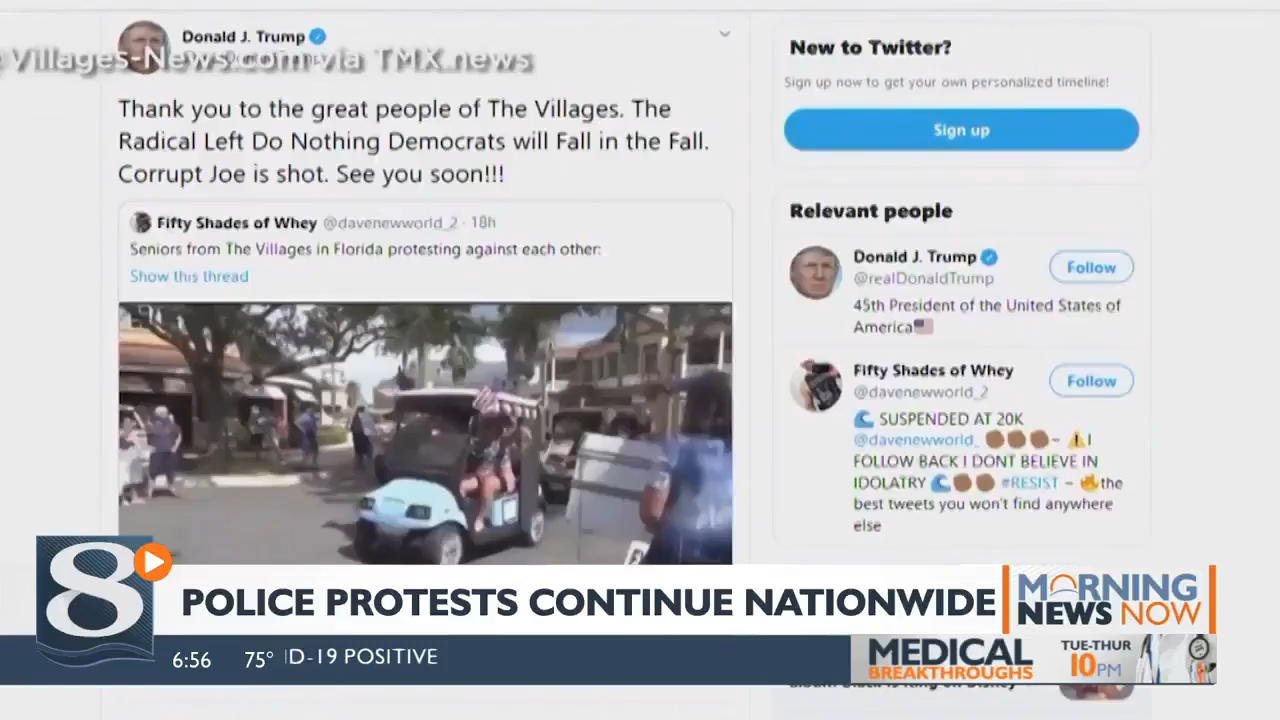 Donald J. Trump
Villages-News.com via TMX.news
Thank you to the great people of The Villages. The
Radical Left Do Nothing Democrats will Fall in the Fall.
Corrupt Joe is shot. See you soon!!!
Fifty Shades of Whey @davenewworld_2 · 18h
Seniors from The Villages in Florida protesting against each other:
Show this thread
New to Twitter?
Sign up now to get your own personalized timeline!
Sign up
Relevant people
Donald J. Trump
Follow
@realDonaldTrump
45th President of the United States of
America🇺🇸
Fifty Shades of Whey
Follow
@davenewworld_2
🌊 SUSPENDED AT 20K
@davenewworld_ ✊🏾✊🏾✊🏾~ ⚠️I
FOLLOW BACK I DONT BELIEVE IN
IDOLATRY 🌊✊🏾✊🏾 #RESIST ~ 🔥the
best tweets you won't find anywhere
else
8
POLICE PROTESTS CONTINUE NATIONWIDE
MORNING
NEWS NOW
6:56 75° ID-19 POSITIVE
MEDICAL
BREAKTHROUGHS
TUE-THUR
10PM